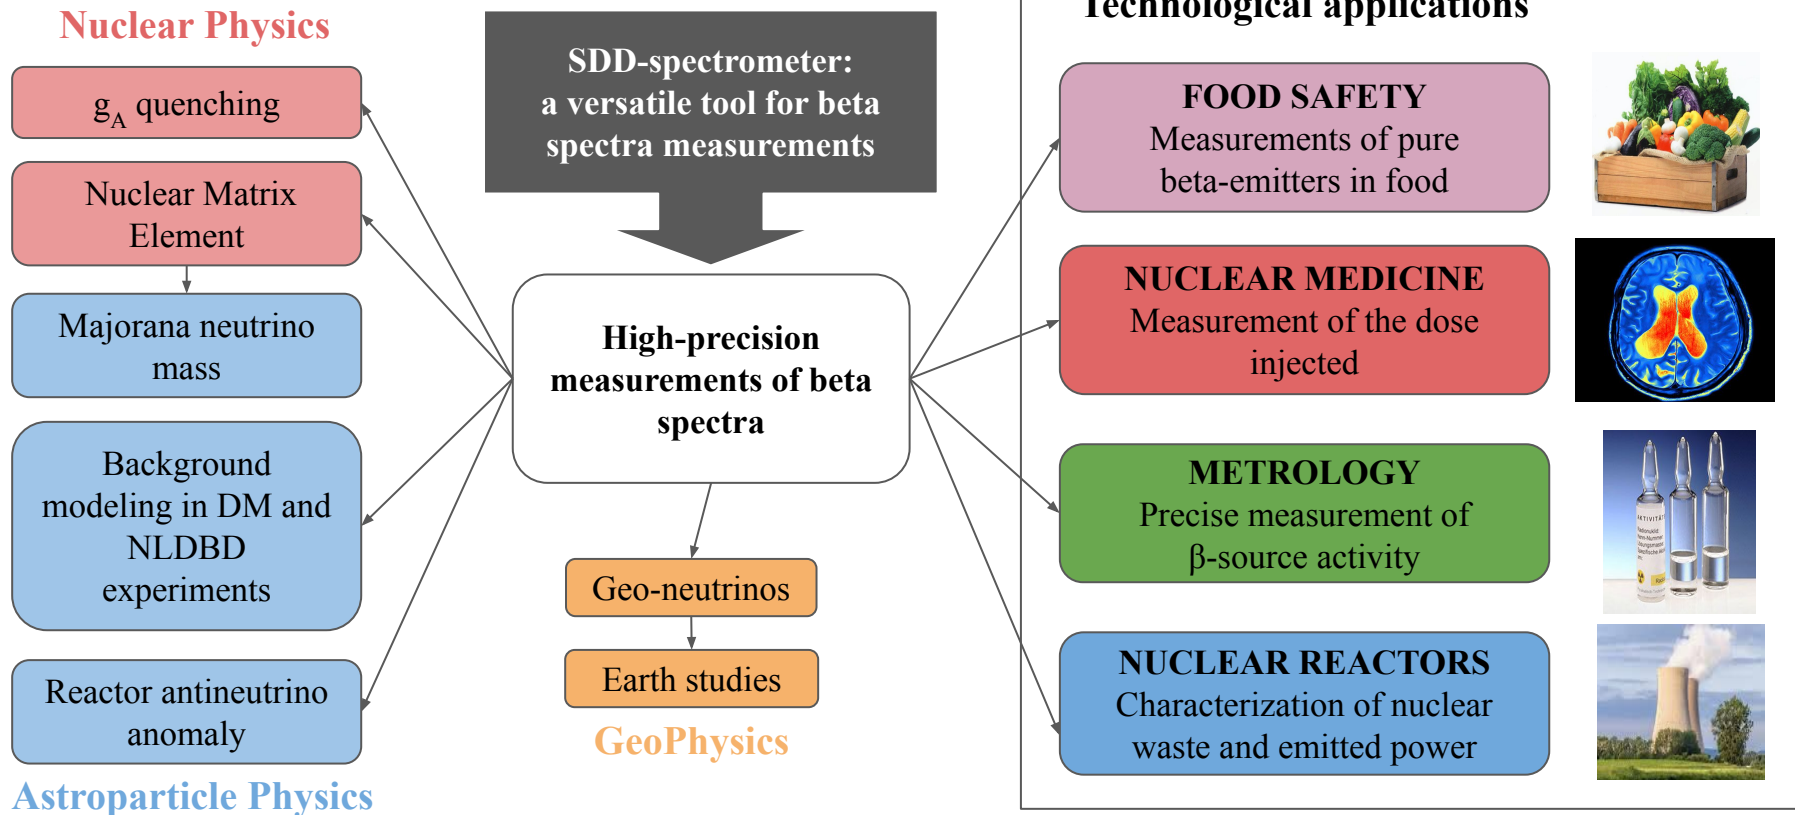 Nuclear Physics
g_A quenching
Nuclear Matrix
Element
Majorana neutrino
mass
Background
modeling in DM and
NLDBD
experiments
Reactor antineutrino
anomaly
Astroparticle Physics
SDD-spectrometer:
a versatile tool for beta
spectra measurements
High-precision
measurements of beta
spectra
Geo-neutrinos
Earth studies
GeoPhysics
Technological applications
FOOD SAFETY
Measurements of pure
beta-emitters in food
NUCLEAR MEDICINE
Measurement of the dose
injected
METROLOGY
Precise measurement of
β-source activity
AKTIVITÄT
NUCLEAR REACTORS
Characterization of nuclear
waste and emitted power